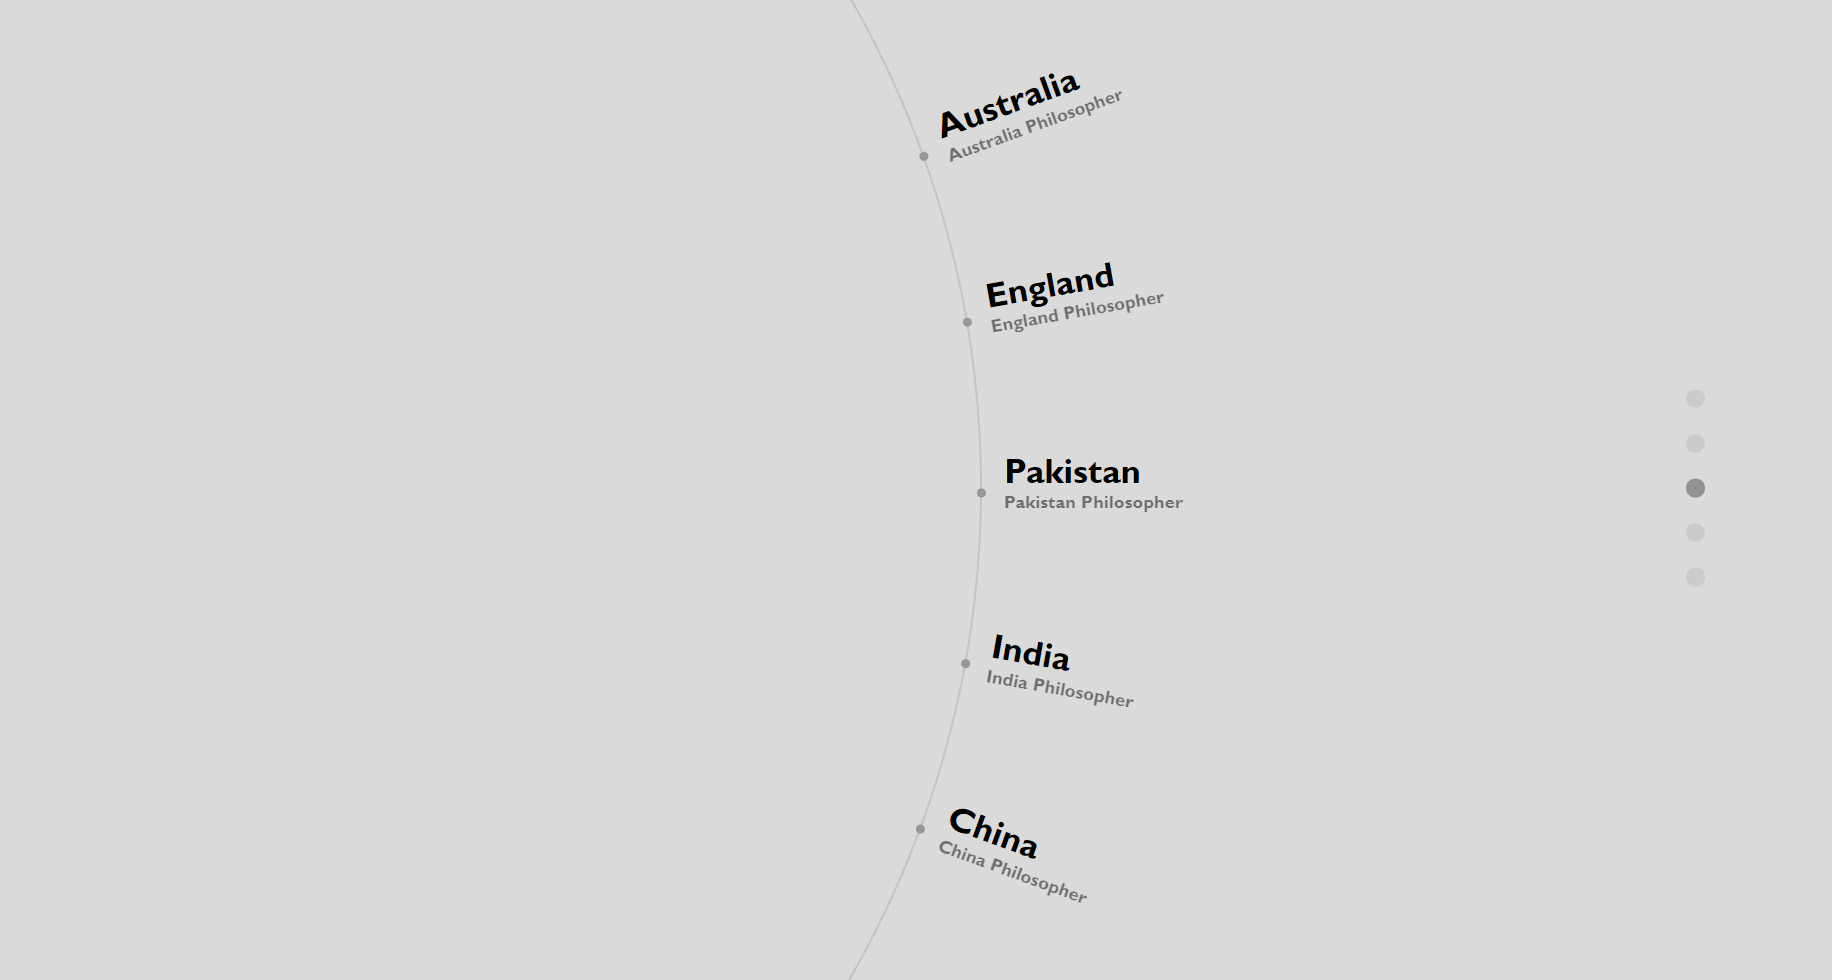 Australia
Australia Philosopher
England
England Philosopher
Pakistan
Pakistan Philosopher
India
India Philosopher
China
China Philosopher